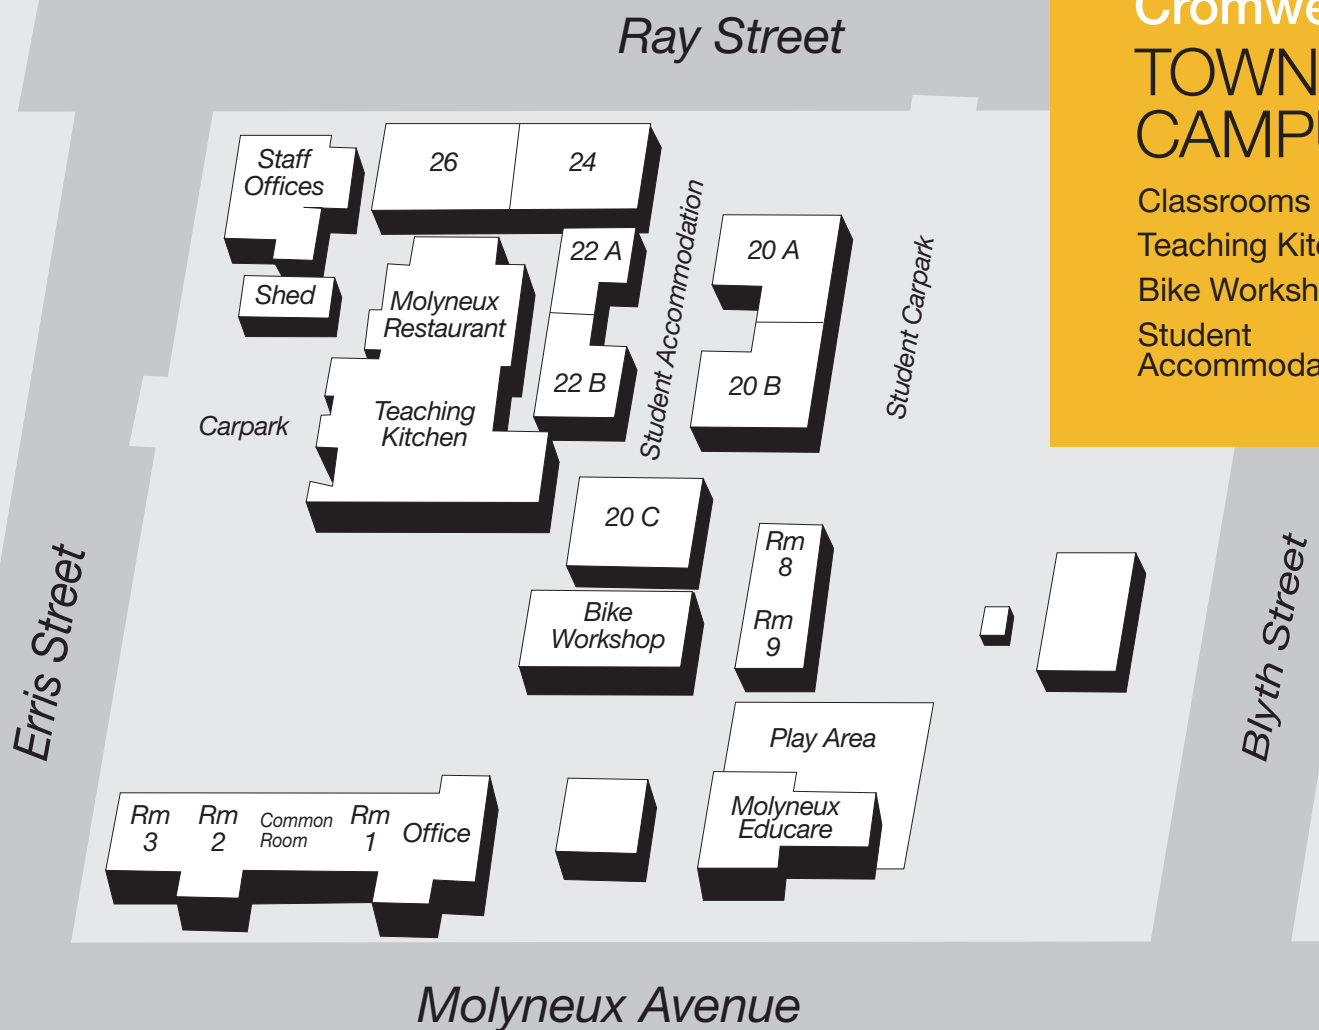 Ray Street
Cromwe
TOWN
CAMPU
Classrooms
Teaching Kit
Bike Worksh
Student
Accommoda
Staff
Offices
26
24
22 A
20 A
Shed
Molyneux
Restaurant
Student Accommodation
Student Carpark
22 B
20 B
Carpark
Teaching
Kitchen
20 C
Rm
8
Bike
Workshop
Rm
9
Erris Street
Blyth Street
Play Area
Rm
3
Rm
2
Common
Room
Rm
1
Office
Molyneux
Educare
Molyneux Avenue